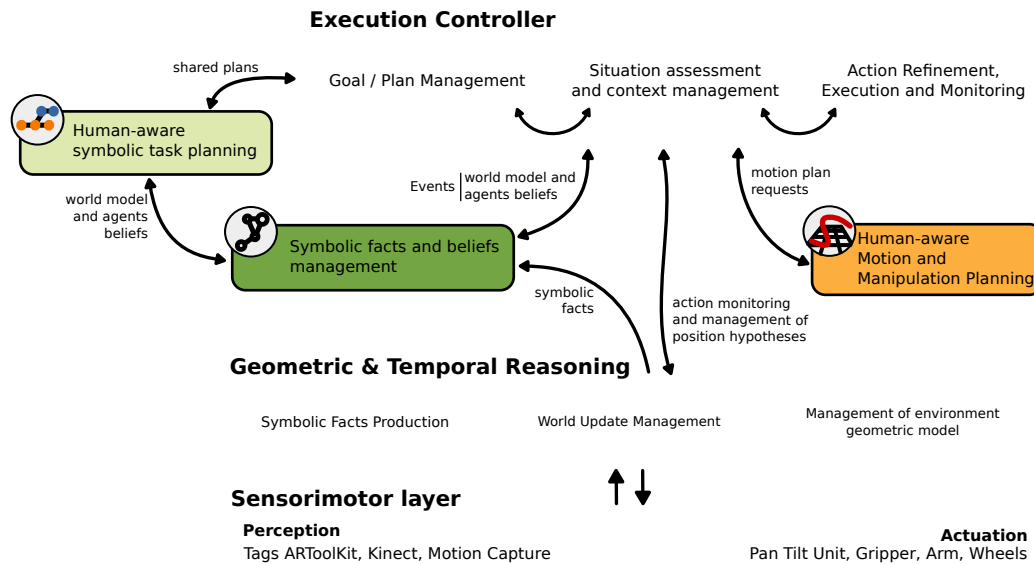 Execution Controller
shared plans
Goal / Plan Management
Situation assessment
and context management
Action Refinement,
Execution and Monitoring
Human-aware
symbolic task planning
world model
and agents
beliefs
Events
world model and
agents beliefs
motion plan
requests
Symbolic facts and beliefs
management
Human-aware
Motion and
Manipulation Planning
symbolic
facts
action monitoring
and management of
position hypotheses
Geometric & Temporal Reasoning
Symbolic Facts Production
World Update Management
Management of environment
geometric model
Sensorimotor layer
Perception
Tags ARToolKit, Kinect, Motion Capture
Actuation
Pan Tilt Unit, Gripper, Arm, Wheels